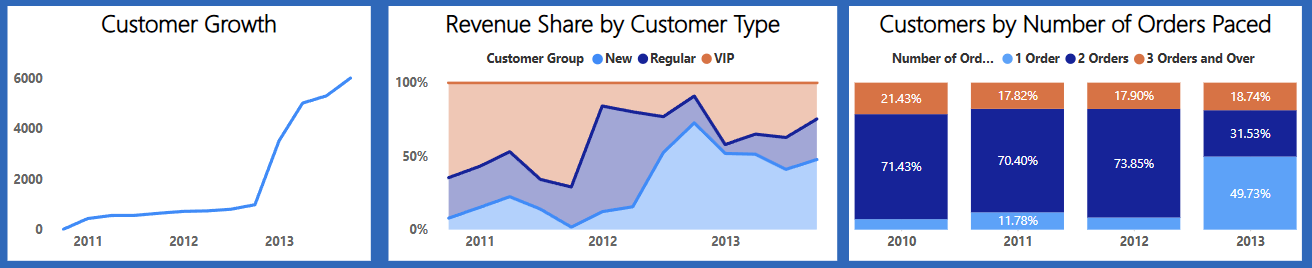 Customer Growth
6000
4000
2000
0
2011 2012 2013
Revenue Share by Customer Type
Customer Group New Regular VIP
100%
50%
0%
2011 2012 2013
Customers by Number of Orders Paced
Number of Ord... 1 Order 2 Orders 3 Orders and Over
21.43% 17.82% 17.90% 18.74%
71.43% 70.40% 73.85% 31.53%
11.78% 49.73%
2010 2011 2012 2013